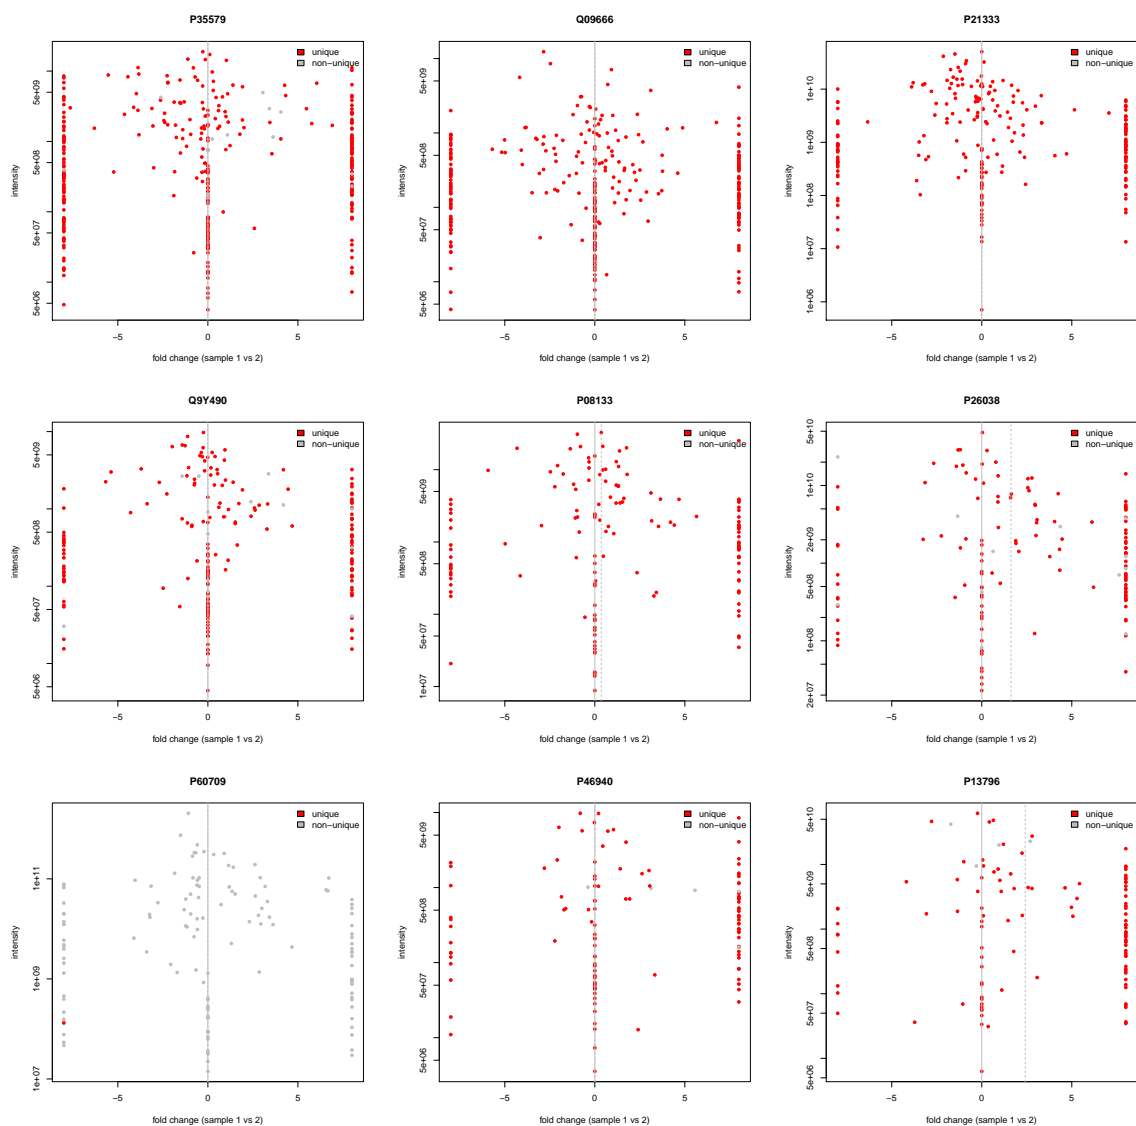 P35579
unique
non−unique
5e+09
5e+08
5e+07
5e+06
intensity
−5
0
5
fold change (sample 1 vs 2)
Q09666
unique
non−unique
5e+09
5e+08
5e+07
5e+06
intensity
−5
0
5
fold change (sample 1 vs 2)
P21333
unique
non−unique
1e+10
1e+09
1e+08
1e+07
1e+06
intensity
−5
0
5
fold change (sample 1 vs 2)
Q9Y490
unique
non−unique
5e+09
5e+08
5e+07
5e+06
intensity
−5
0
5
fold change (sample 1 vs 2)
P08133
unique
non−unique
5e+09
5e+08
5e+07
1e+07
intensity
−5
0
5
fold change (sample 1 vs 2)
P26038
unique
non−unique
5e+10
1e+10
2e+09
5e+08
1e+08
2e+07
intensity
−5
0
5
fold change (sample 1 vs 2)
P60709
unique
non−unique
1e+11
1e+09
1e+07
intensity
−5
0
5
fold change (sample 1 vs 2)
P46940
unique
non−unique
5e+09
5e+08
5e+07
5e+06
intensity
−5
0
5
fold change (sample 1 vs 2)
P13796
unique
non−unique
5e+10
5e+09
5e+08
5e+07
5e+06
intensity
−5
0
5
fold change (sample 1 vs 2)